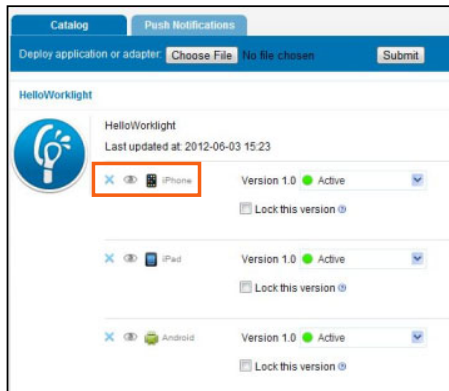 Catalog Push Notifications
Deploy application or adapter: Choose File No file chosen Submit
HelloWorklight
HelloWorklight
Last updated at: 2012-06-03 15:23
iPhone Version 1.0 Active
Lock this version
iPad Version 1.0 Active
Lock this version
Android Version 1.0 Active
Lock this version